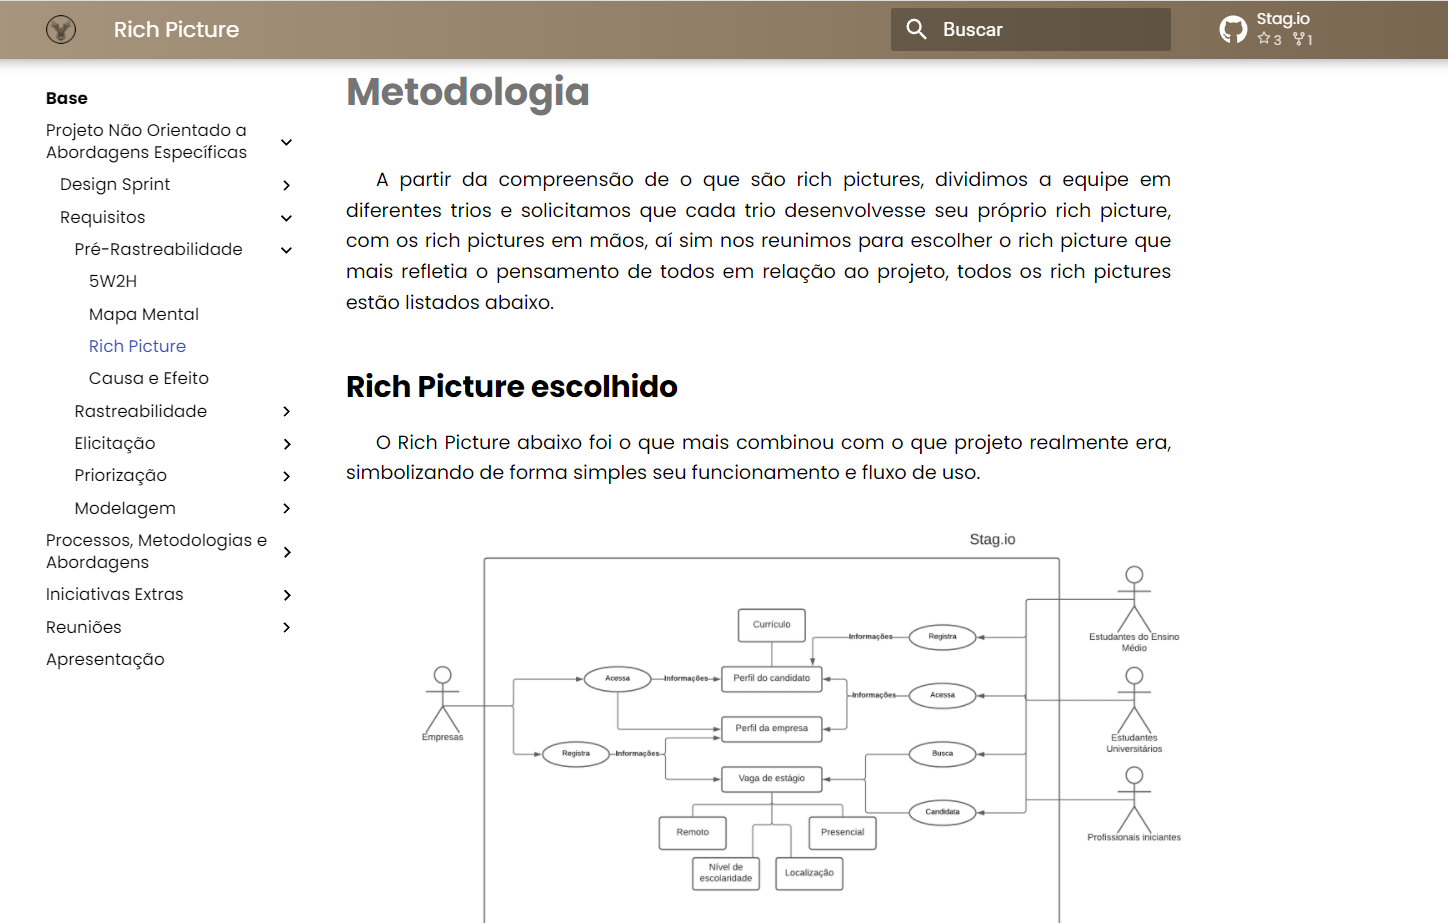 Rich Picture
Buscar
Stag.io
3 1
Base
Projeto Não Orientado a
Abordagens Específicas
Design Sprint
Requisitos
Pré-Rastreabilidade
5W2H
Mapa Mental
Rich Picture
Causa e Efeito
Rastreabilidade
Elicitação
Priorização
Modelagem
Processos, Metodologias e
Abordagens
Iniciativas Extras
Reuniões
Apresentação
Metodologia
A partir da compreensão de o que são rich pictures, dividimos a equipe em
diferentes trios e solicitamos que cada trio desenvolvesse seu próprio rich picture,
com os rich pictures em mãos, aí sim nos reunimos para escolher o rich picture que
mais refletia o pensamento de todos em relação ao projeto, todos os rich pictures
estão listados abaixo.
Rich Picture escolhido
O Rich Picture abaixo foi o que mais combinou com o que projeto realmente era,
simbolizando de forma simples seu funcionamento e fluxo de uso.
Stag.io
Currículo
Informações
Registra
Estudantes do Ensino
Médio
Acessa
Informações
Perfil do candidato
Informações
Acessa
Empresas
Perfil da empresa
Estudantes
Universitários
Registra
Informações
Busca
Vaga de estágio
Candidata
Remoto
Presencial
Profissionais iniciantes
Nível de
escolaridade
Localização